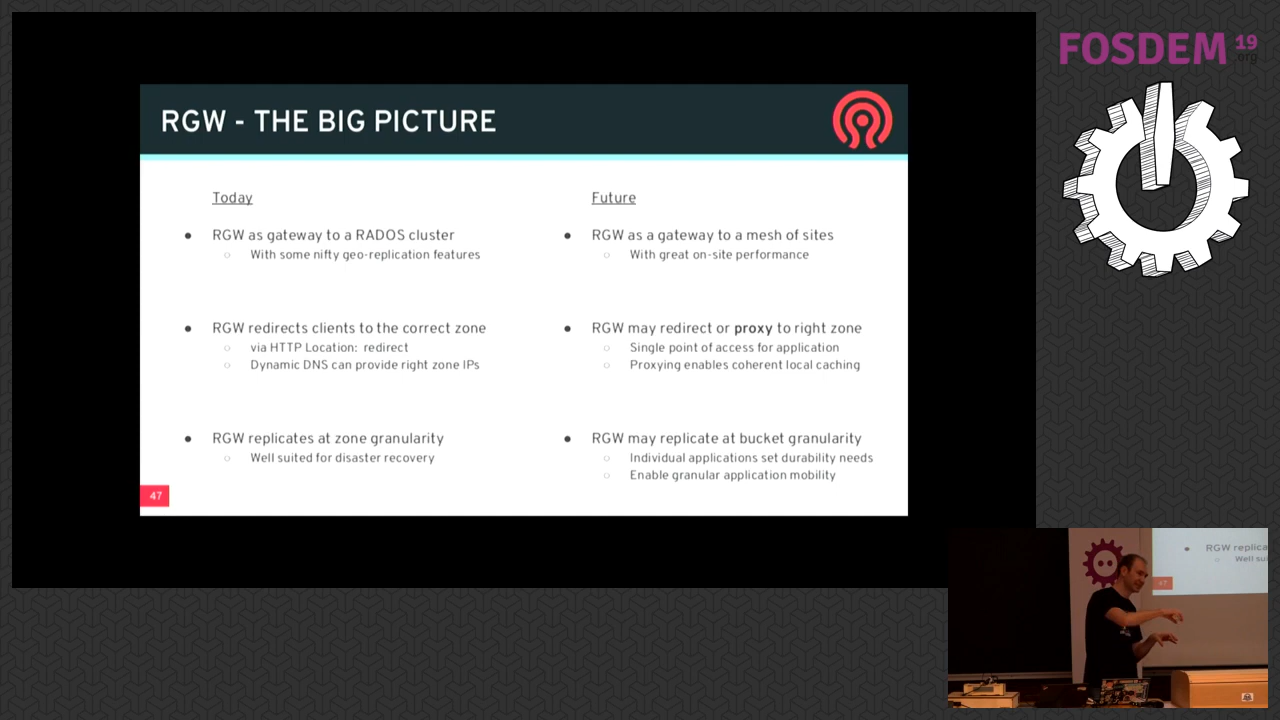 FOSDEM 19
.org
RGW - THE BIG PICTURE
Today
● RGW as gateway to a RADOS cluster
○ With some nifty geo-replication features
● RGW redirects clients to the correct zone
○ via HTTP Location: redirect
○ Dynamic DNS can provide right zone IPs
● RGW replicates at zone granularity
○ Well suited for disaster recovery
Future
● RGW as a gateway to a mesh of sites
○ With great on-site performance
● RGW may redirect or proxy to right zone
○ Single point of access for application
○ Proxying enables coherent local caching
● RGW may replicate at bucket granularity
○ Individual applications set durability needs
○ Enable granular application mobility
47
● RGW replica
○ Well sui
47